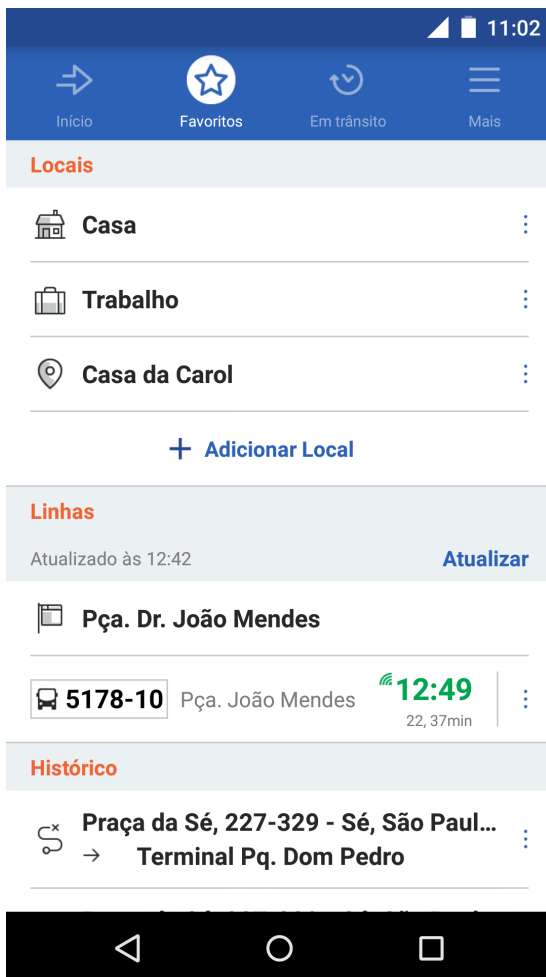 11:02
Início Favoritos Em trânsito Mais
Locais
Casa
Trabalho
Casa da Carol
+ Adicionar Local
Linhas
Atualizado às 12:42 Atualizar
Pça. Dr. João Mendes
5178-10 Pça. João Mendes 12:49
22, 37min
Histórico
Praça da Sé, 227-329 - Sé, São Paul...
→ Terminal Pq. Dom Pedro